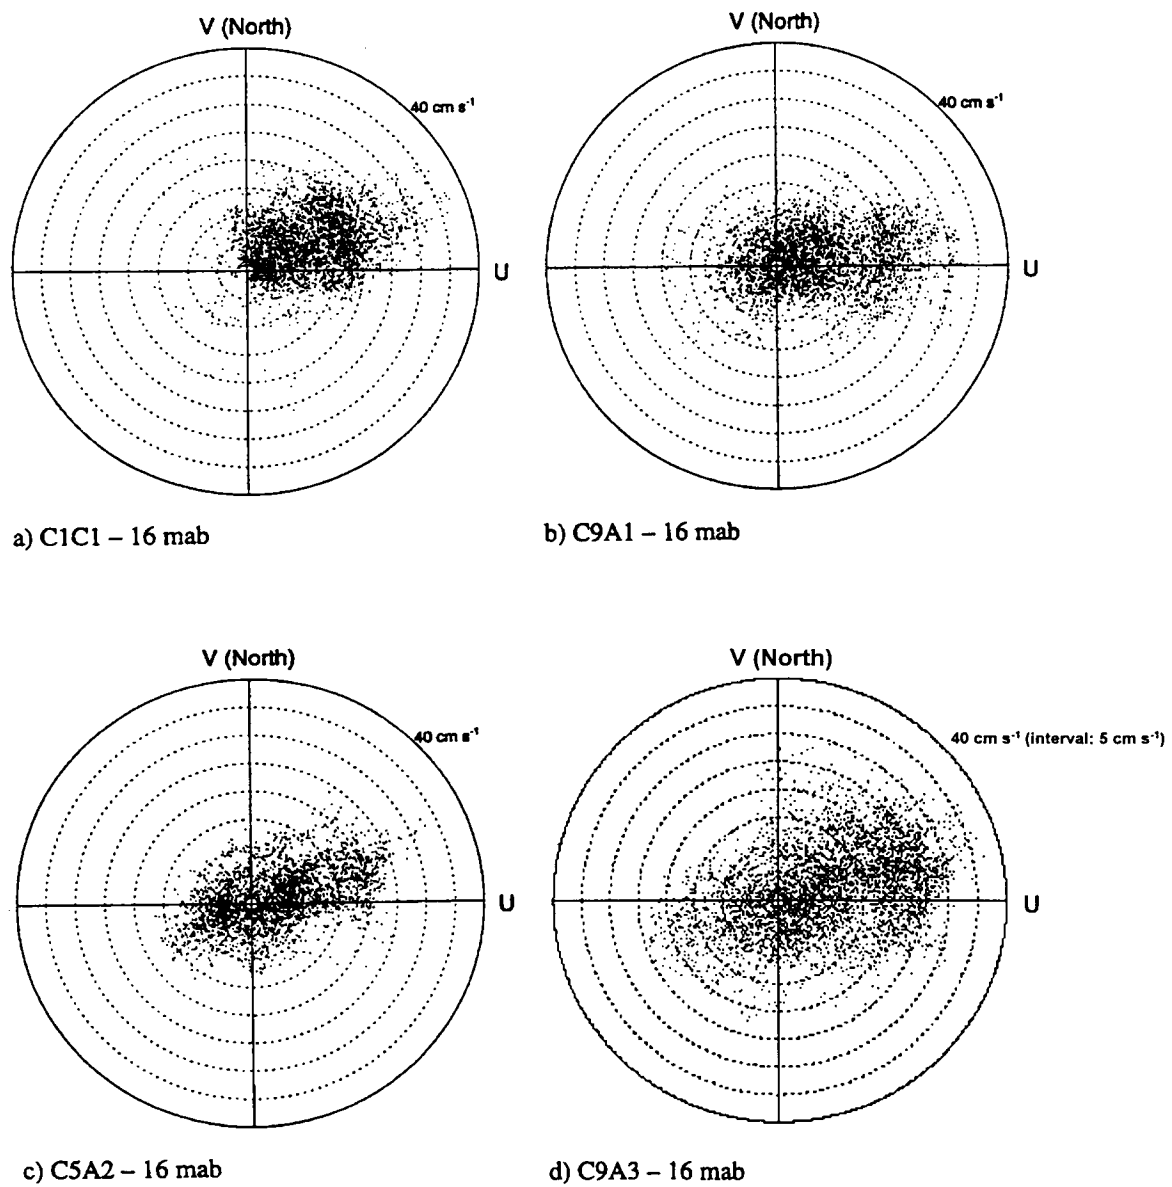 V (North)
40 cm s⁻¹
U
a) C1C1 – 16 mab
V (North)
40 cm s⁻¹
U
b) C9A1 – 16 mab
V (North)
40 cm s⁻¹
U
c) C5A2 – 16 mab
V (North)
40 cm s⁻¹ (interval: 5 cm s⁻¹)
U
d) C9A3 – 16 mab